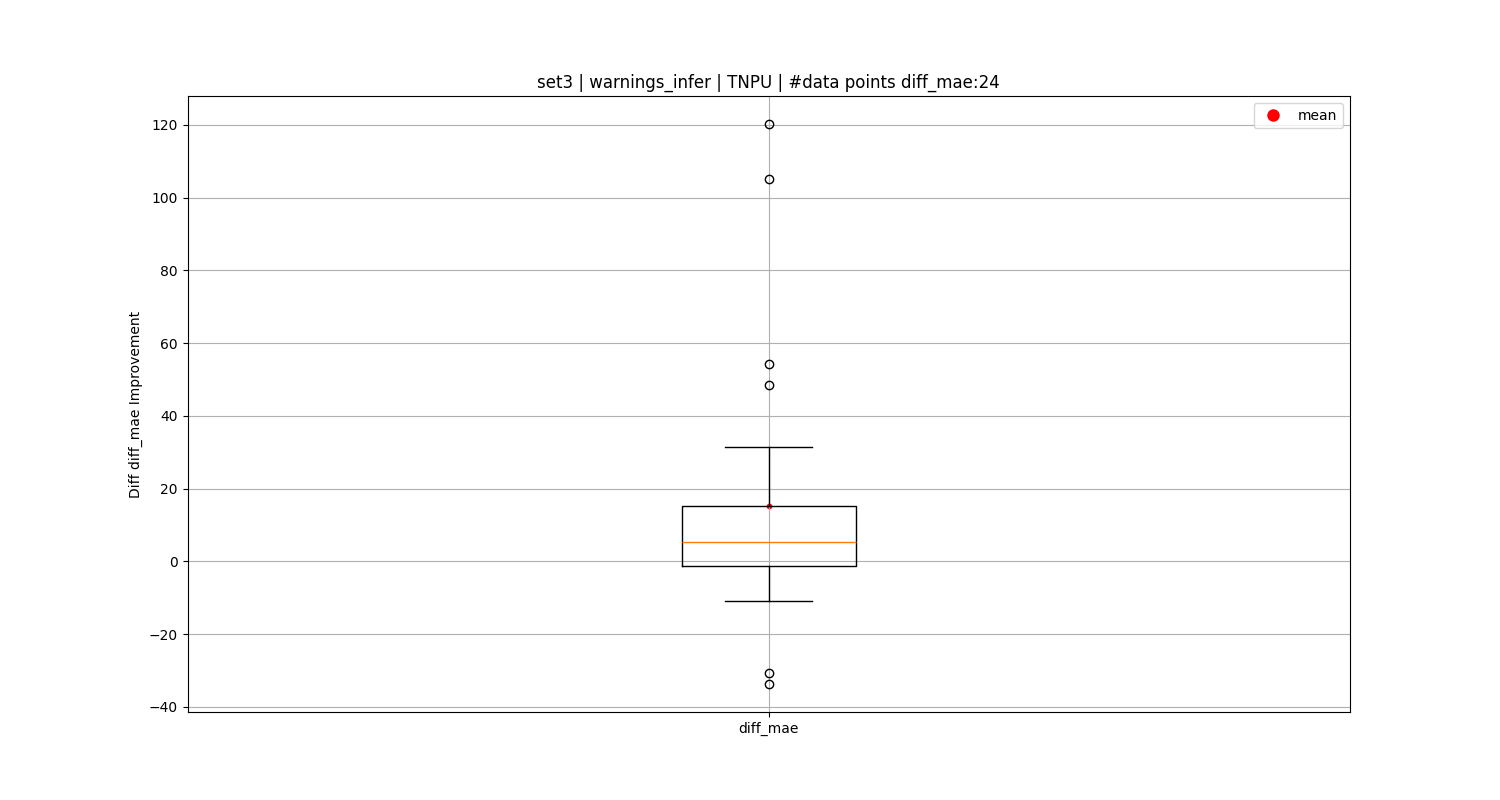 set3 | warnings_infer | TNPU | #data points diff_mae:24
mean
120
100
80
60
40
20
0
−20
−40
Diff diff_mae Improvement
diff_mae